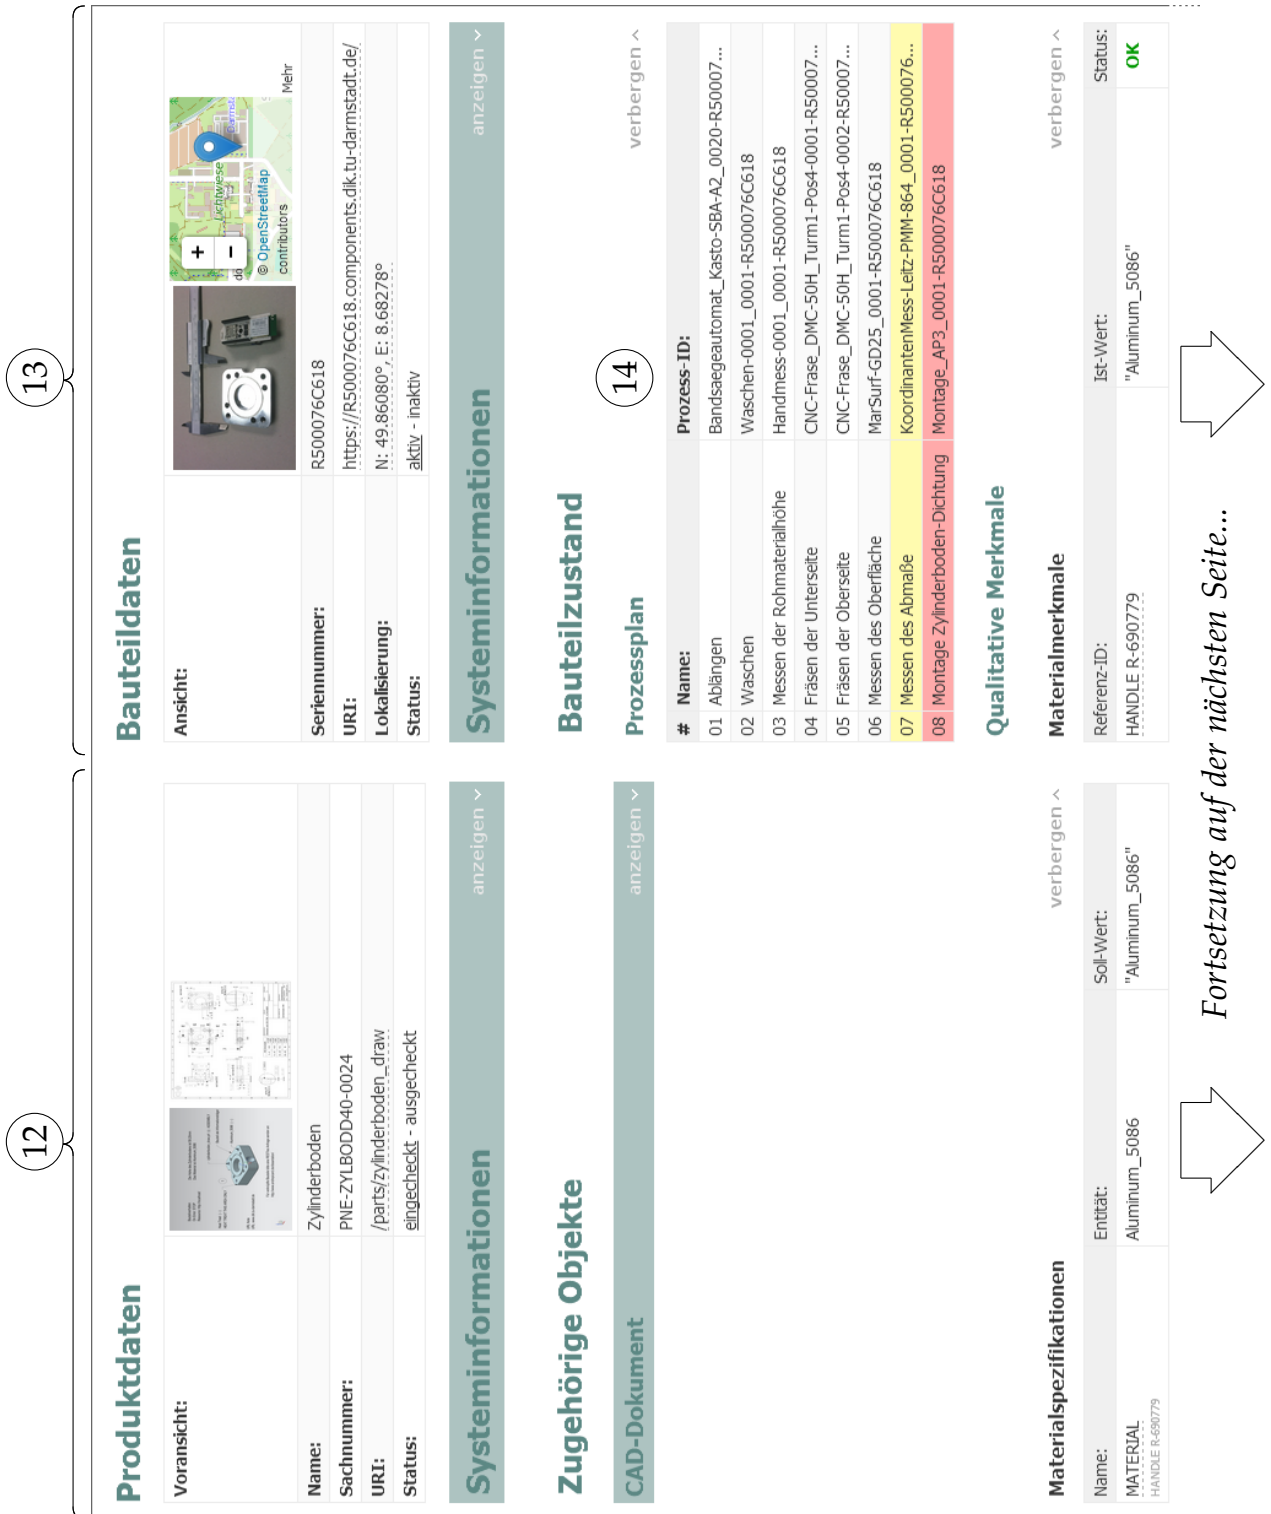 12
13
Produktdaten
Voransicht:
Name:
Zylinderboden
Sachnummer:
PNE-ZYLBODD40-0024
URI:
/parts/zylinderboden_draw
Status:
eingecheckt - ausgecheckt
Systeminformationen
anzeigen
Zugehörige Objekte
CAD-Dokument
anzeigen
Materialspezifikationen
verbergen
Name:
Entität:
Soll-Wert:
MATERIAL
HANDLE R-690779
Aluminum_5086
"Aluminum_5086"
Bauteildaten
Ansicht:
+
−
Lichtwiese
© OpenStreetMap
contributors
Mehr
Seriennummer:
R500076C618
URI:
https://R500076C618.components.dik.tu-darmstadt.de/
Lokalisierung:
N: 49.86080°, E: 8.68278°
Status:
aktiv - inaktiv
Systeminformationen
anzeigen
Bauteilzustand
Prozessplan
14
verbergen
# Name: Prozess-ID:
01 Ablängen Bandsaegeautomat_Kasto-SBA-A2_0020-R50007...
02 Waschen Waschen-0001_0001-R500076C618
03 Messen der Rohmaterialhöhe Handmess-0001_0001-R500076C618
04 Fräsen der Unterseite CNC-Frase_DMC-50H_Turm1-Pos4-0001-R50007...
05 Fräsen der Oberseite CNC-Frase_DMC-50H_Turm1-Pos4-0002-R50007...
06 Messen des Oberfläche MarSurf-GD25_0001-R500076C618
07 Messen des Abmaße KoordinantenMess-Leitz-PMM-864_0001-R500076...
08 Montage Zylinderboden-Dichtung Montage_AP3_0001-R500076C618
Qualitative Merkmale
Materialmerkmale
verbergen
Referenz-ID:
Ist-Wert:
Status:
HANDLE R-690779
"Aluminum_5086"
OK
Fortsetzung auf der nächsten Seite...